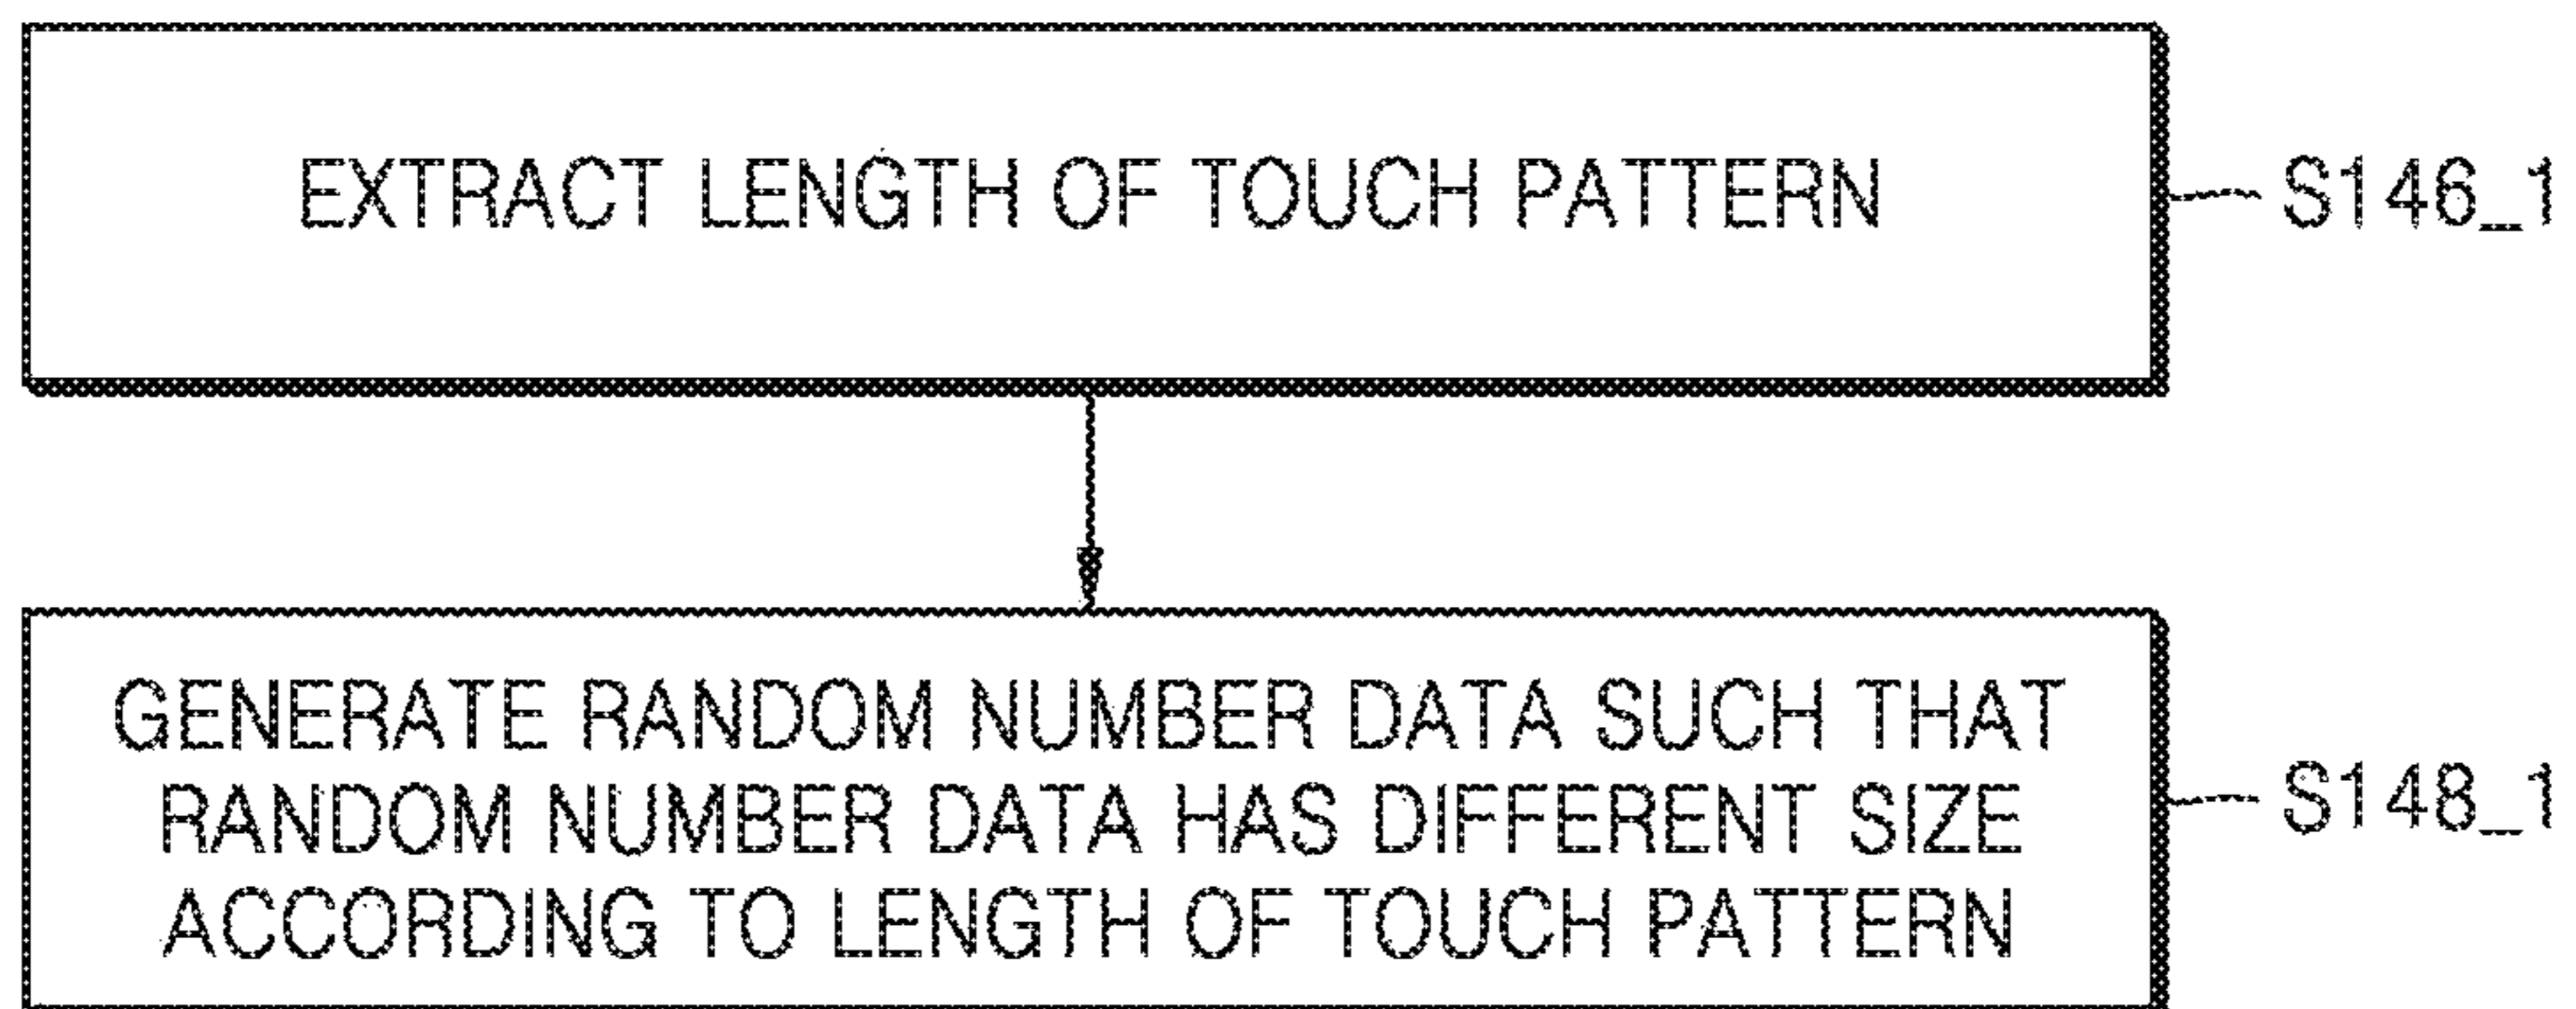 EXTRACT LENGTH OF TOUCH PATTERN
S146_1
GENERATE RANDOM NUMBER DATA SUCH THAT
RANDOM NUMBER DATA HAS DIFFERENT SIZE
ACCORDING TO LENGTH OF TOUCH PATTERN
S148_1